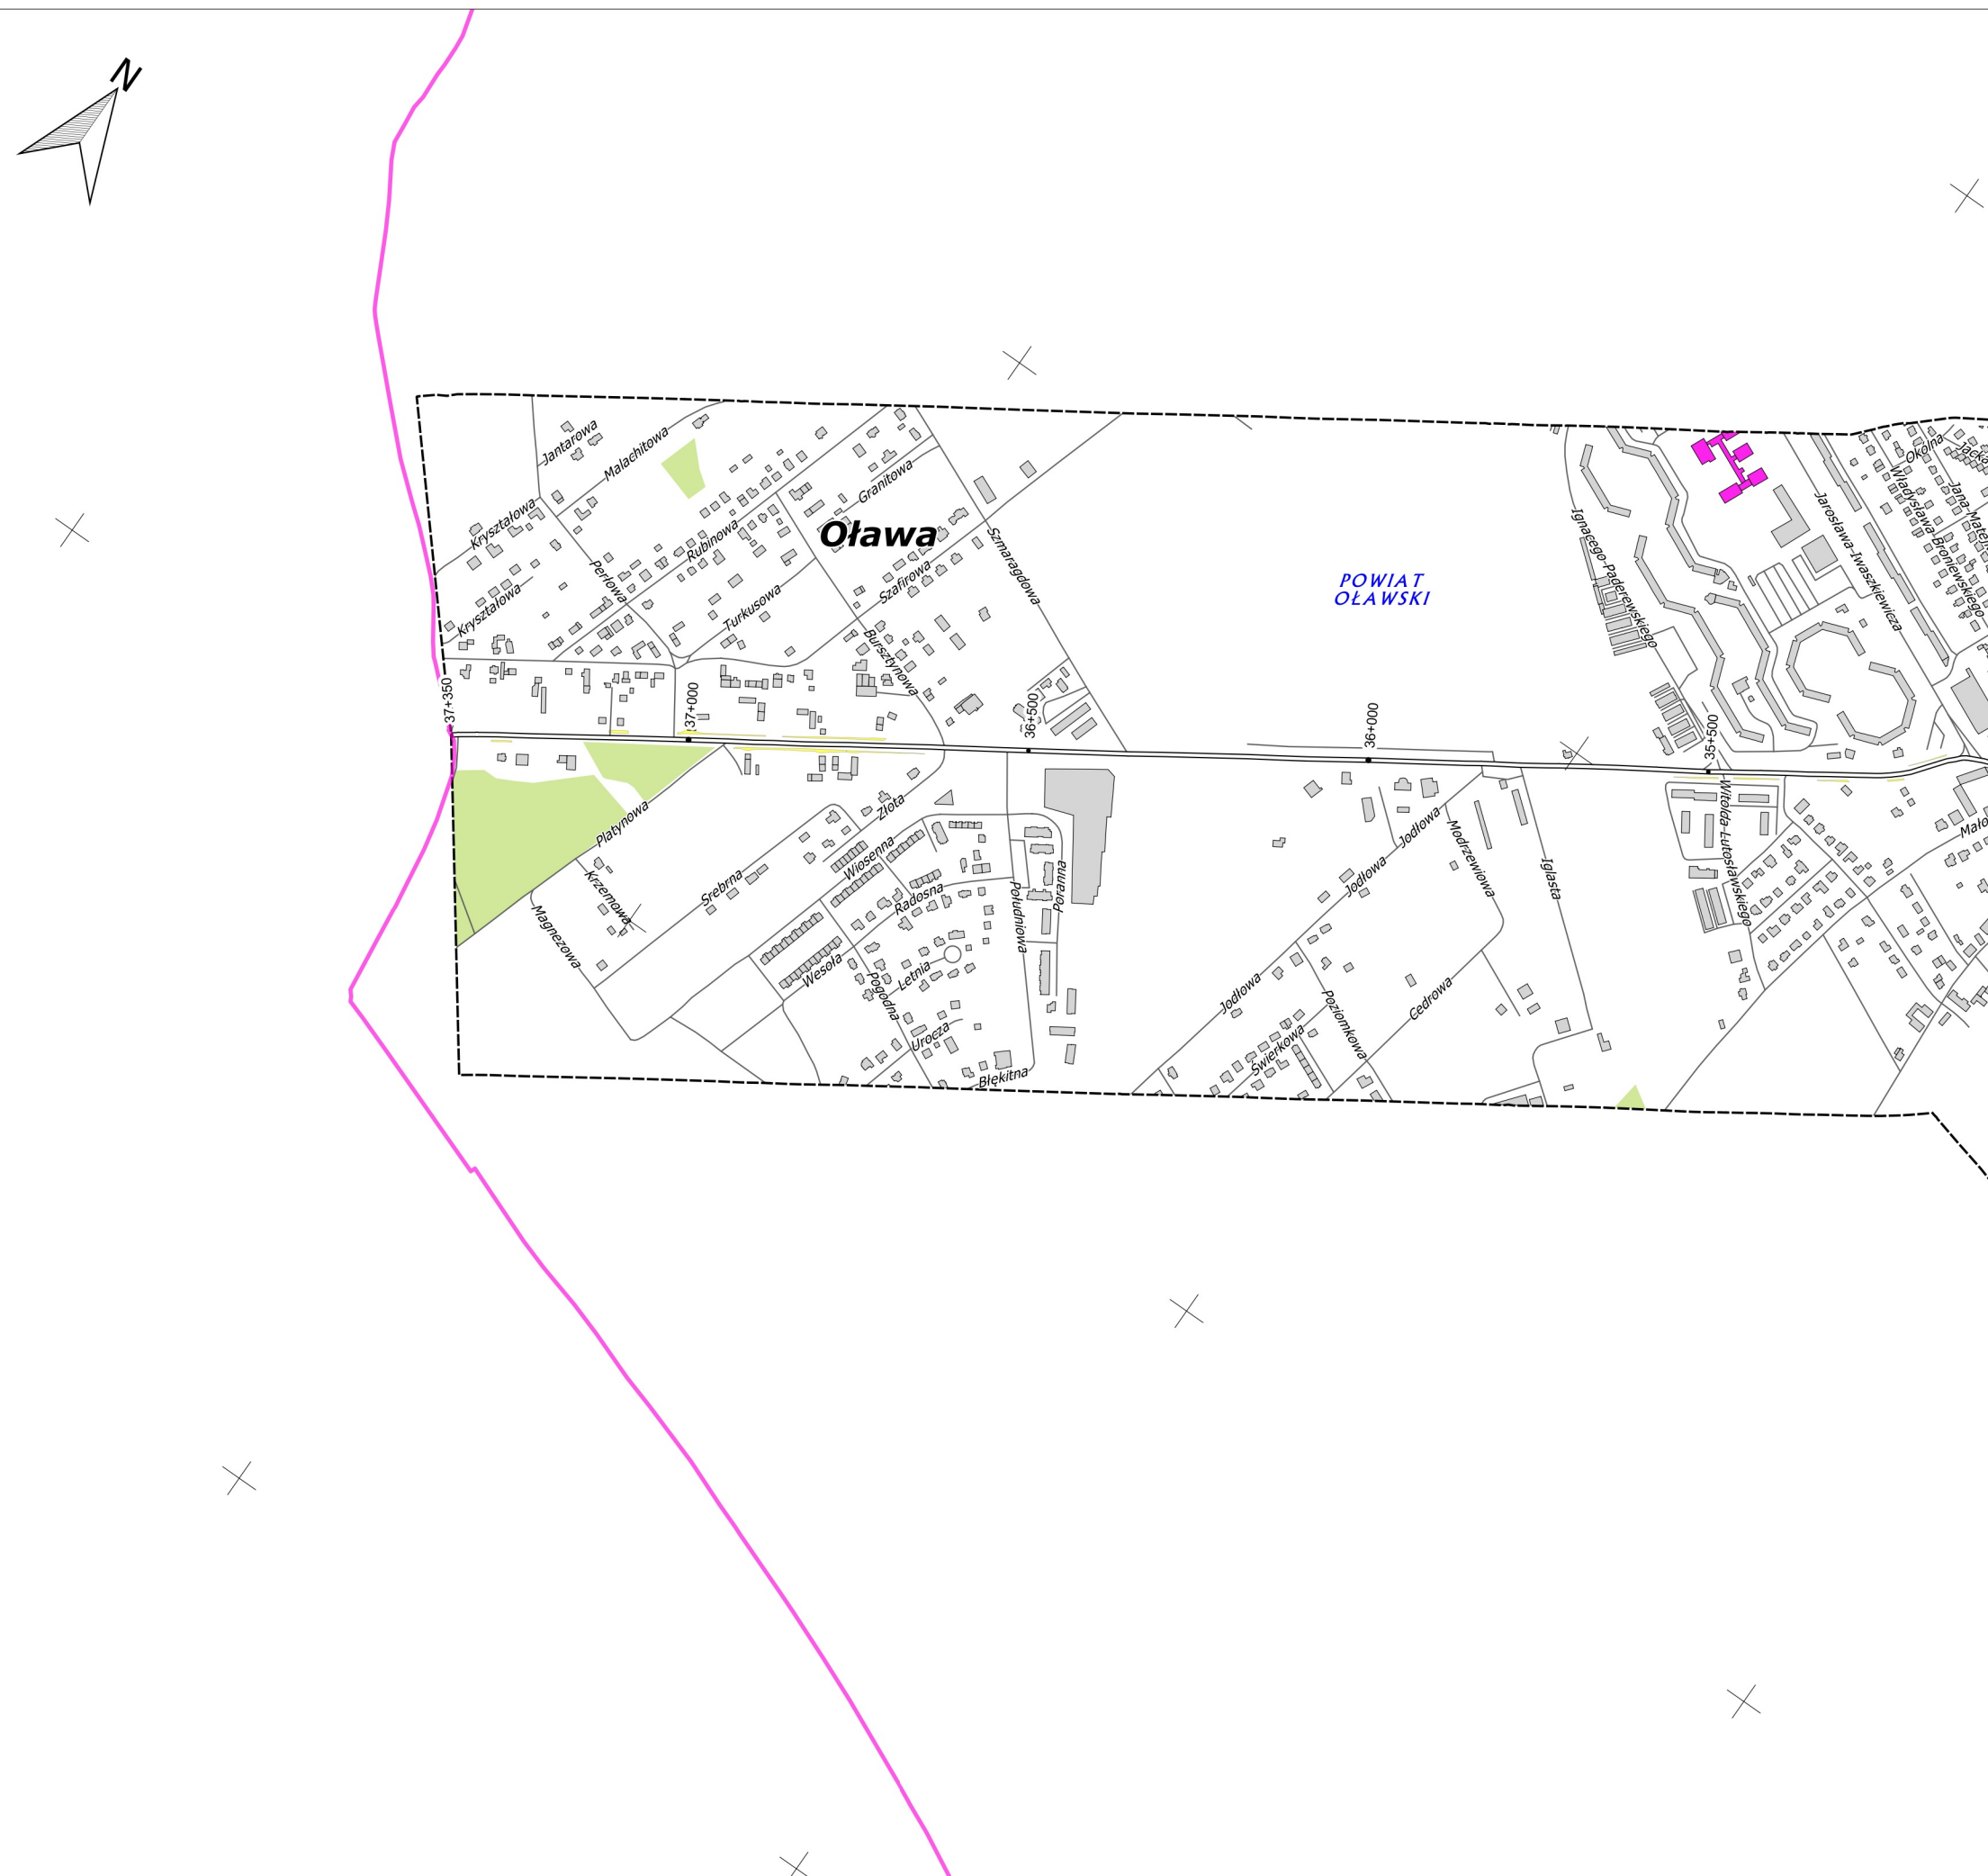 N
Jantarowa
Malachitowa
Kryształowa
Kryształowa
Rubinowa
Perłowa
Granitowa
Oława
Szafirowa
Turkusowa
Szmaragdowa
Bursztynowa
POWIAT
OŁAWSKI
Ignacego Paderewskiego
Jarosława Iwaszkiewicza
Okólna
Władysława Broniewskiego
37+350
37+000
36+500
36+000
35+500
Platynowa
Krzemowa
Magnezowa
Srebrna
Złota
Wiosenna
Radosna
Wesoła
Pogodna
Letnia
Urocza
Błękitna
Południowa
Poranna
Jodłowa
Jodłowa
Jodłowa
Modrzewiowa
Iglasta
Cedrowa
Poziomkowa
Świerkowa
Witolda Lutosławskiego